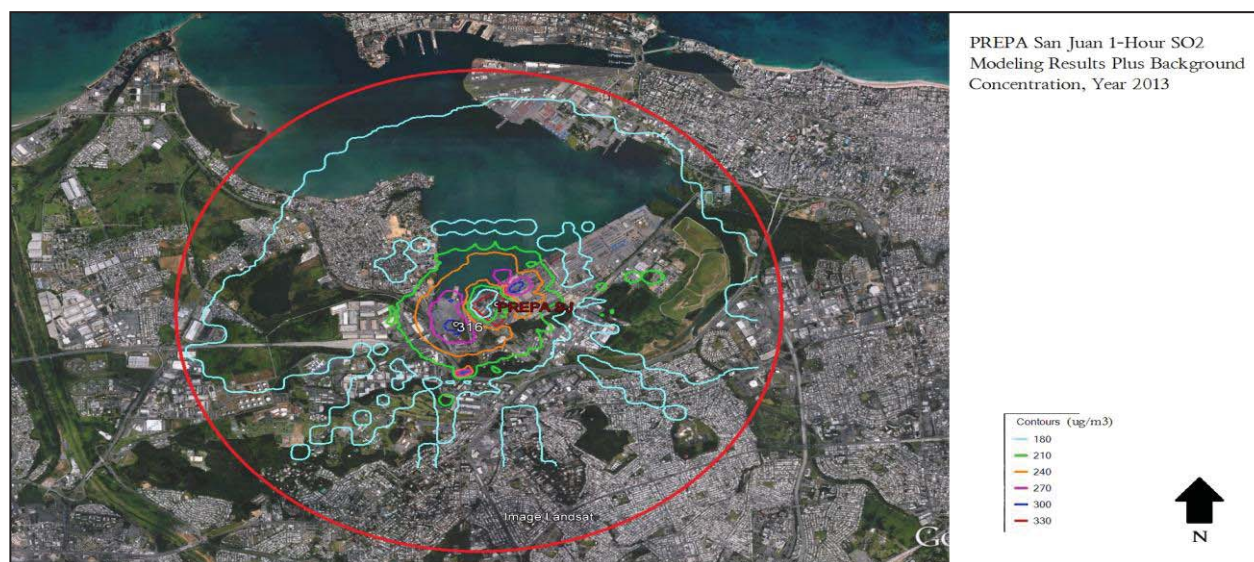 PREPA San Juan 1-Hour SO2
Modeling Results Plus Background
Concentration, Year 2013
PREPA SJ
316
Image Landsat
Contours (ug/m3)
180
210
240
270
300
330
N